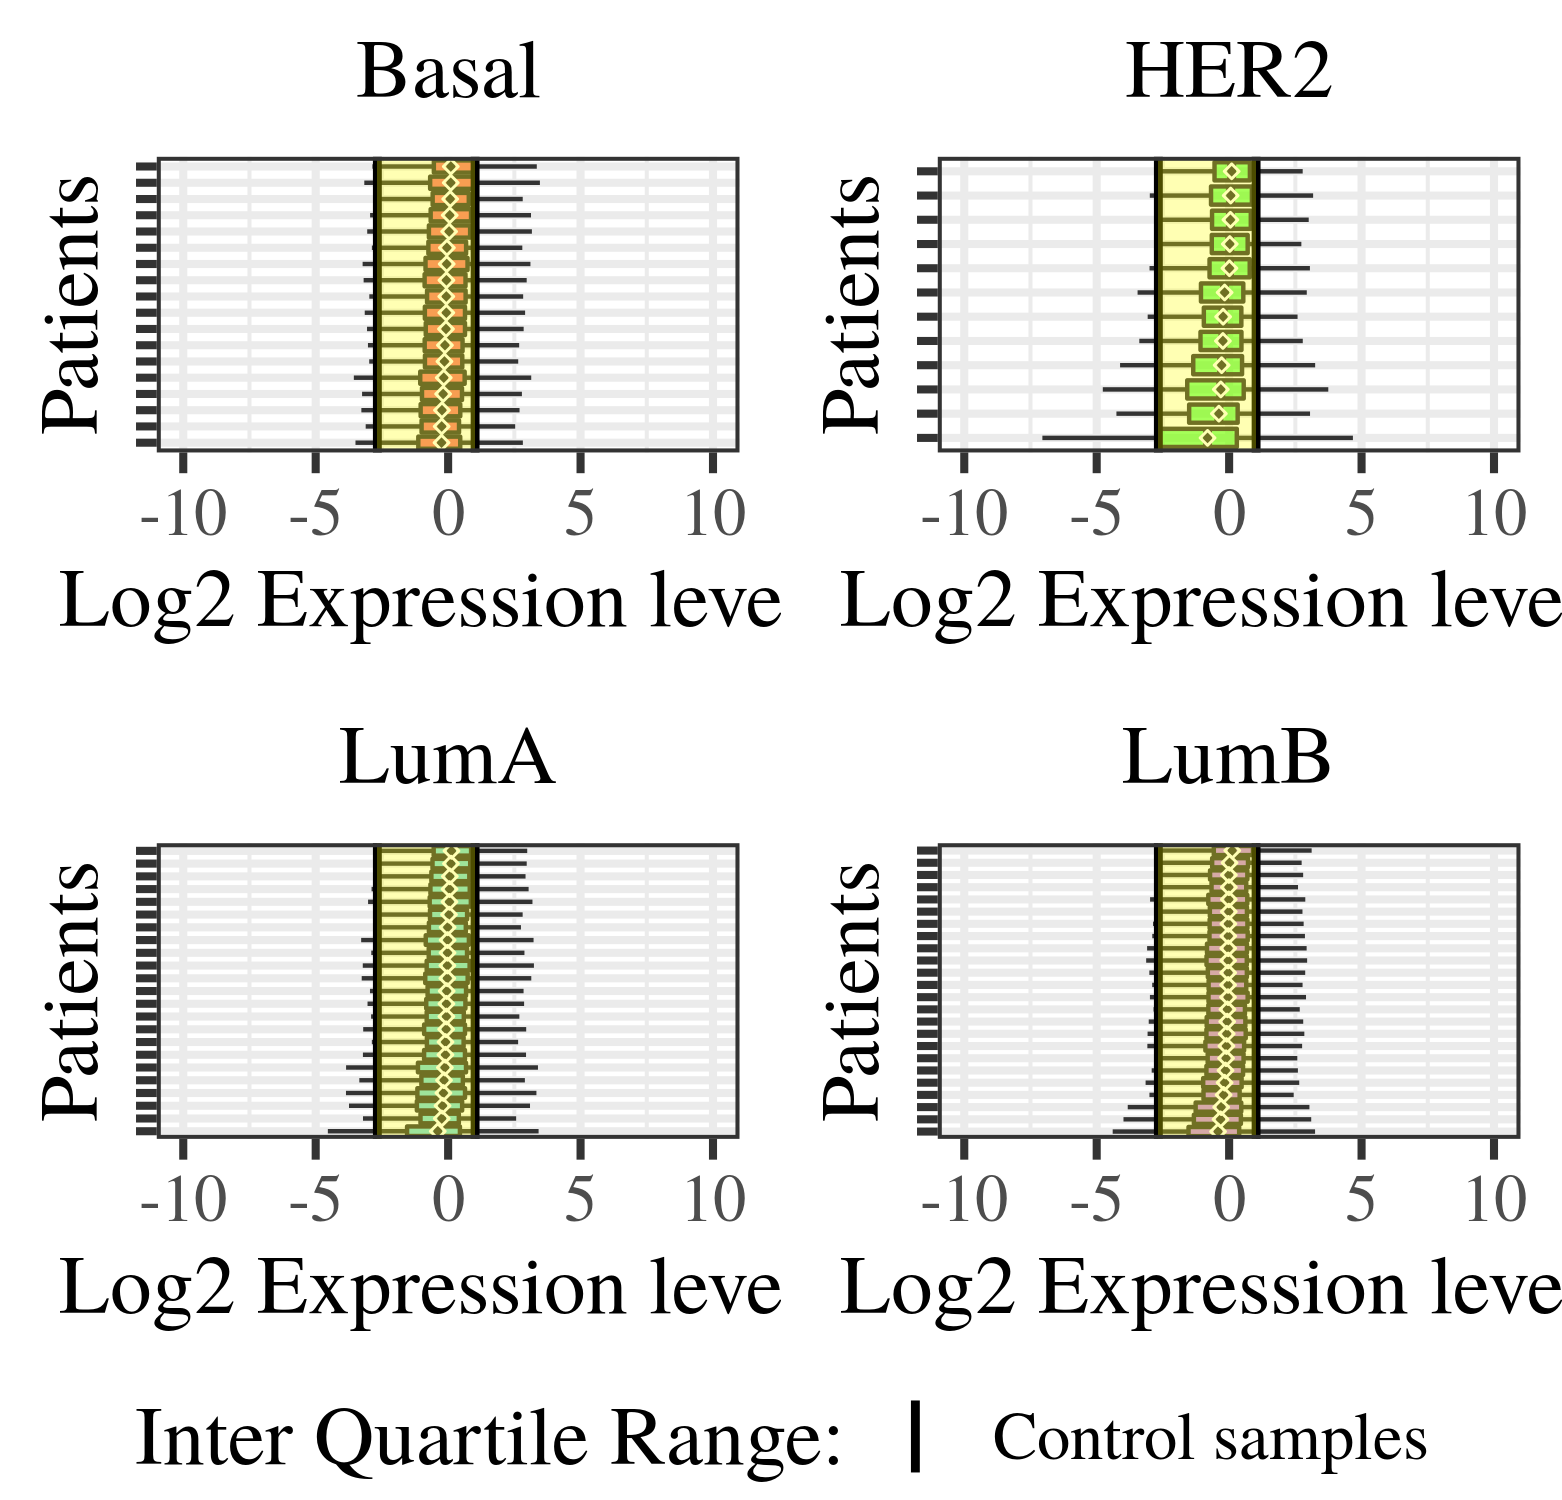 Basal
HER2
Patients
Patients
-10 -5 0 5 10
-10 -5 0 5 10
Log2 Expression leve
Log2 Expression leve
LumA
LumB
Patients
Patients
-10 -5 0 5 10
-10 -5 0 5 10
Log2 Expression leve
Log2 Expression leve
Inter Quartile Range: Control samples